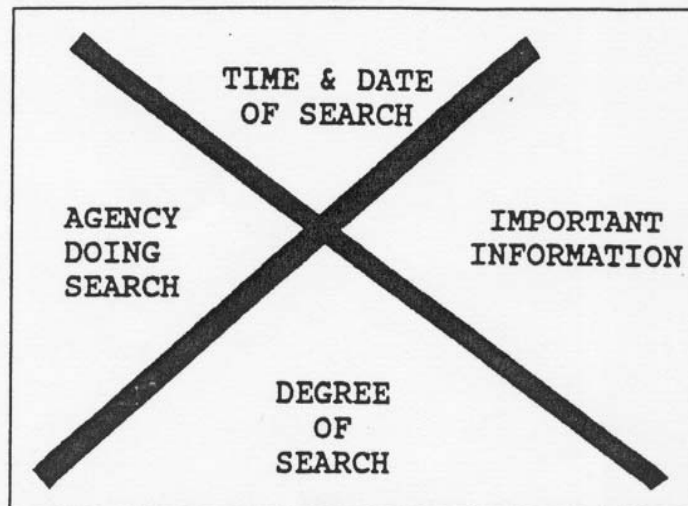 TIME & DATE
OF SEARCH
AGENCY
DOING
SEARCH
IMPORTANT
INFORMATION
DEGREE
OF
SEARCH